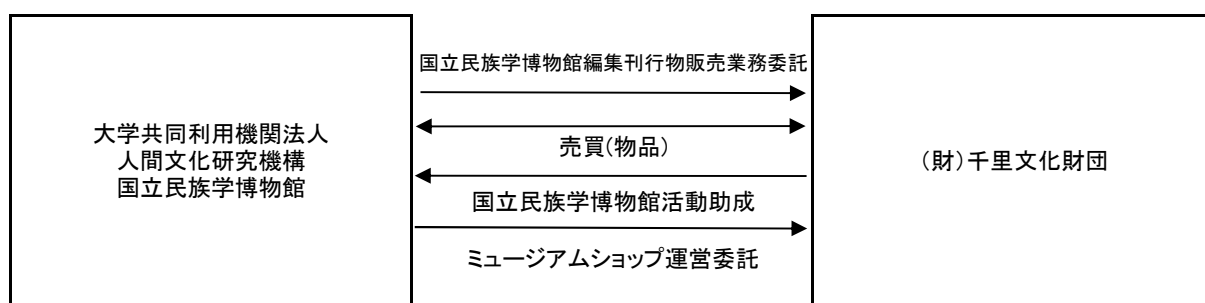 大学共同利用機関法人
人間文化研究機構
国立民族学博物館
国立民族学博物館編集刊行物販売業務委託
売買(物品)
国立民族学博物館活動助成
ミュージアムショップ運営委託
(財)千里文化財団